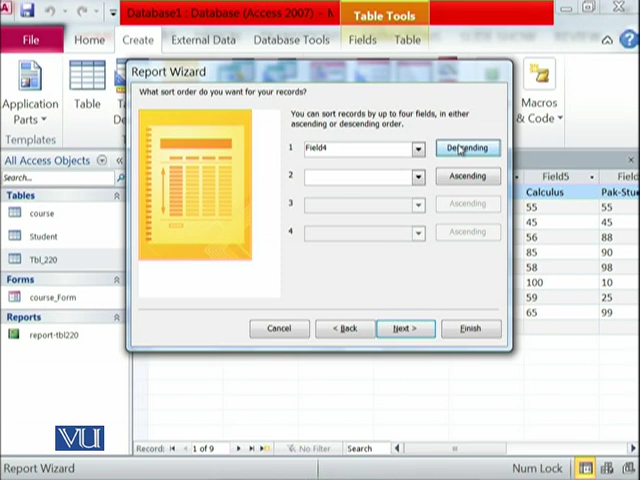 Database1 : Database (Access 2007) -
Table Tools
File
Home
Create
External Data
Database Tools
Fields
Table
Application
Parts
Templates
Table
Macros
& Code
Report Wizard
What sort order do you want for your records?
You can sort records by up to four fields, in either
ascending or descending order.
1 Field4 Descending
2 Ascending
3 Ascending
4 Ascending
Cancel
< Back
Next >
Finish
All Access Objects
Search...
Tables
course
Student
Tbl_220
Forms
course_Form
Reports
report-tbl220
Field5
Calculus
55 55
45 45
56 88
85 90
58 98
100 10
59 25
65 99
Record: 1 of 9 No Filter Search
VU
Report Wizard
Num Lock